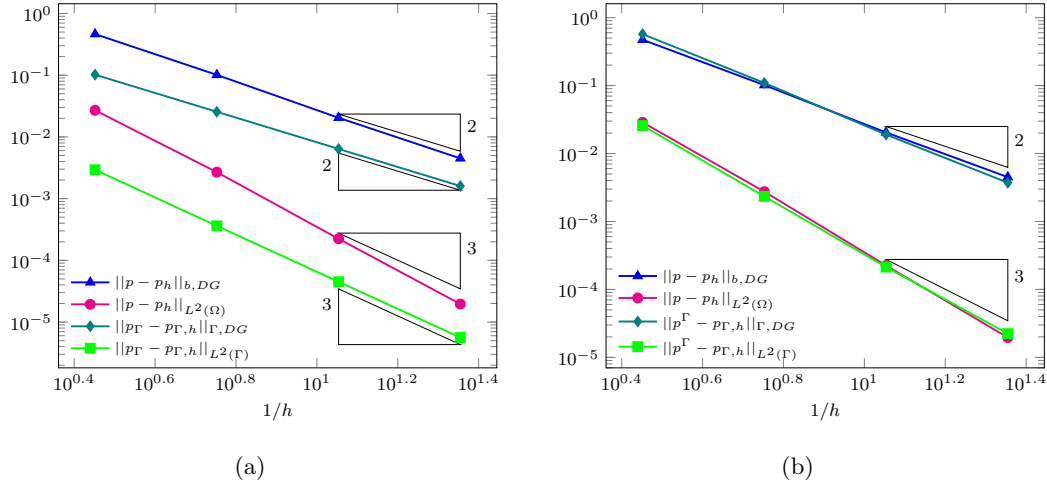 10^0
10^{-1}
10^{-2}
10^{-3}
10^{-4}
10^{-5}
2
2
3
3
||p − p_h||_{b,DG}
||p − p_h||_{L^2(Ω)}
||p_Γ − p_{Γ,h}||_{Γ,DG}
||p_Γ − p_{Γ,h}||_{L^2(Γ)}
10^{0.4} 10^{0.6} 10^{0.8} 10^1 10^{1.2} 10^{1.4}
1/h
(a)
10^0
10^{-1}
10^{-2}
10^{-3}
10^{-4}
10^{-5}
2
3
||p − p_h||_{b,DG}
||p − p_h||_{L^2(Ω)}
||p^Γ − p_{Γ,h}||_{Γ,DG}
||p^Γ − p_{Γ,h}||_{L^2(Γ)}
10^{0.4} 10^{0.6} 10^{0.8} 10^1 10^{1.2} 10^{1.4}
1/h
(b)